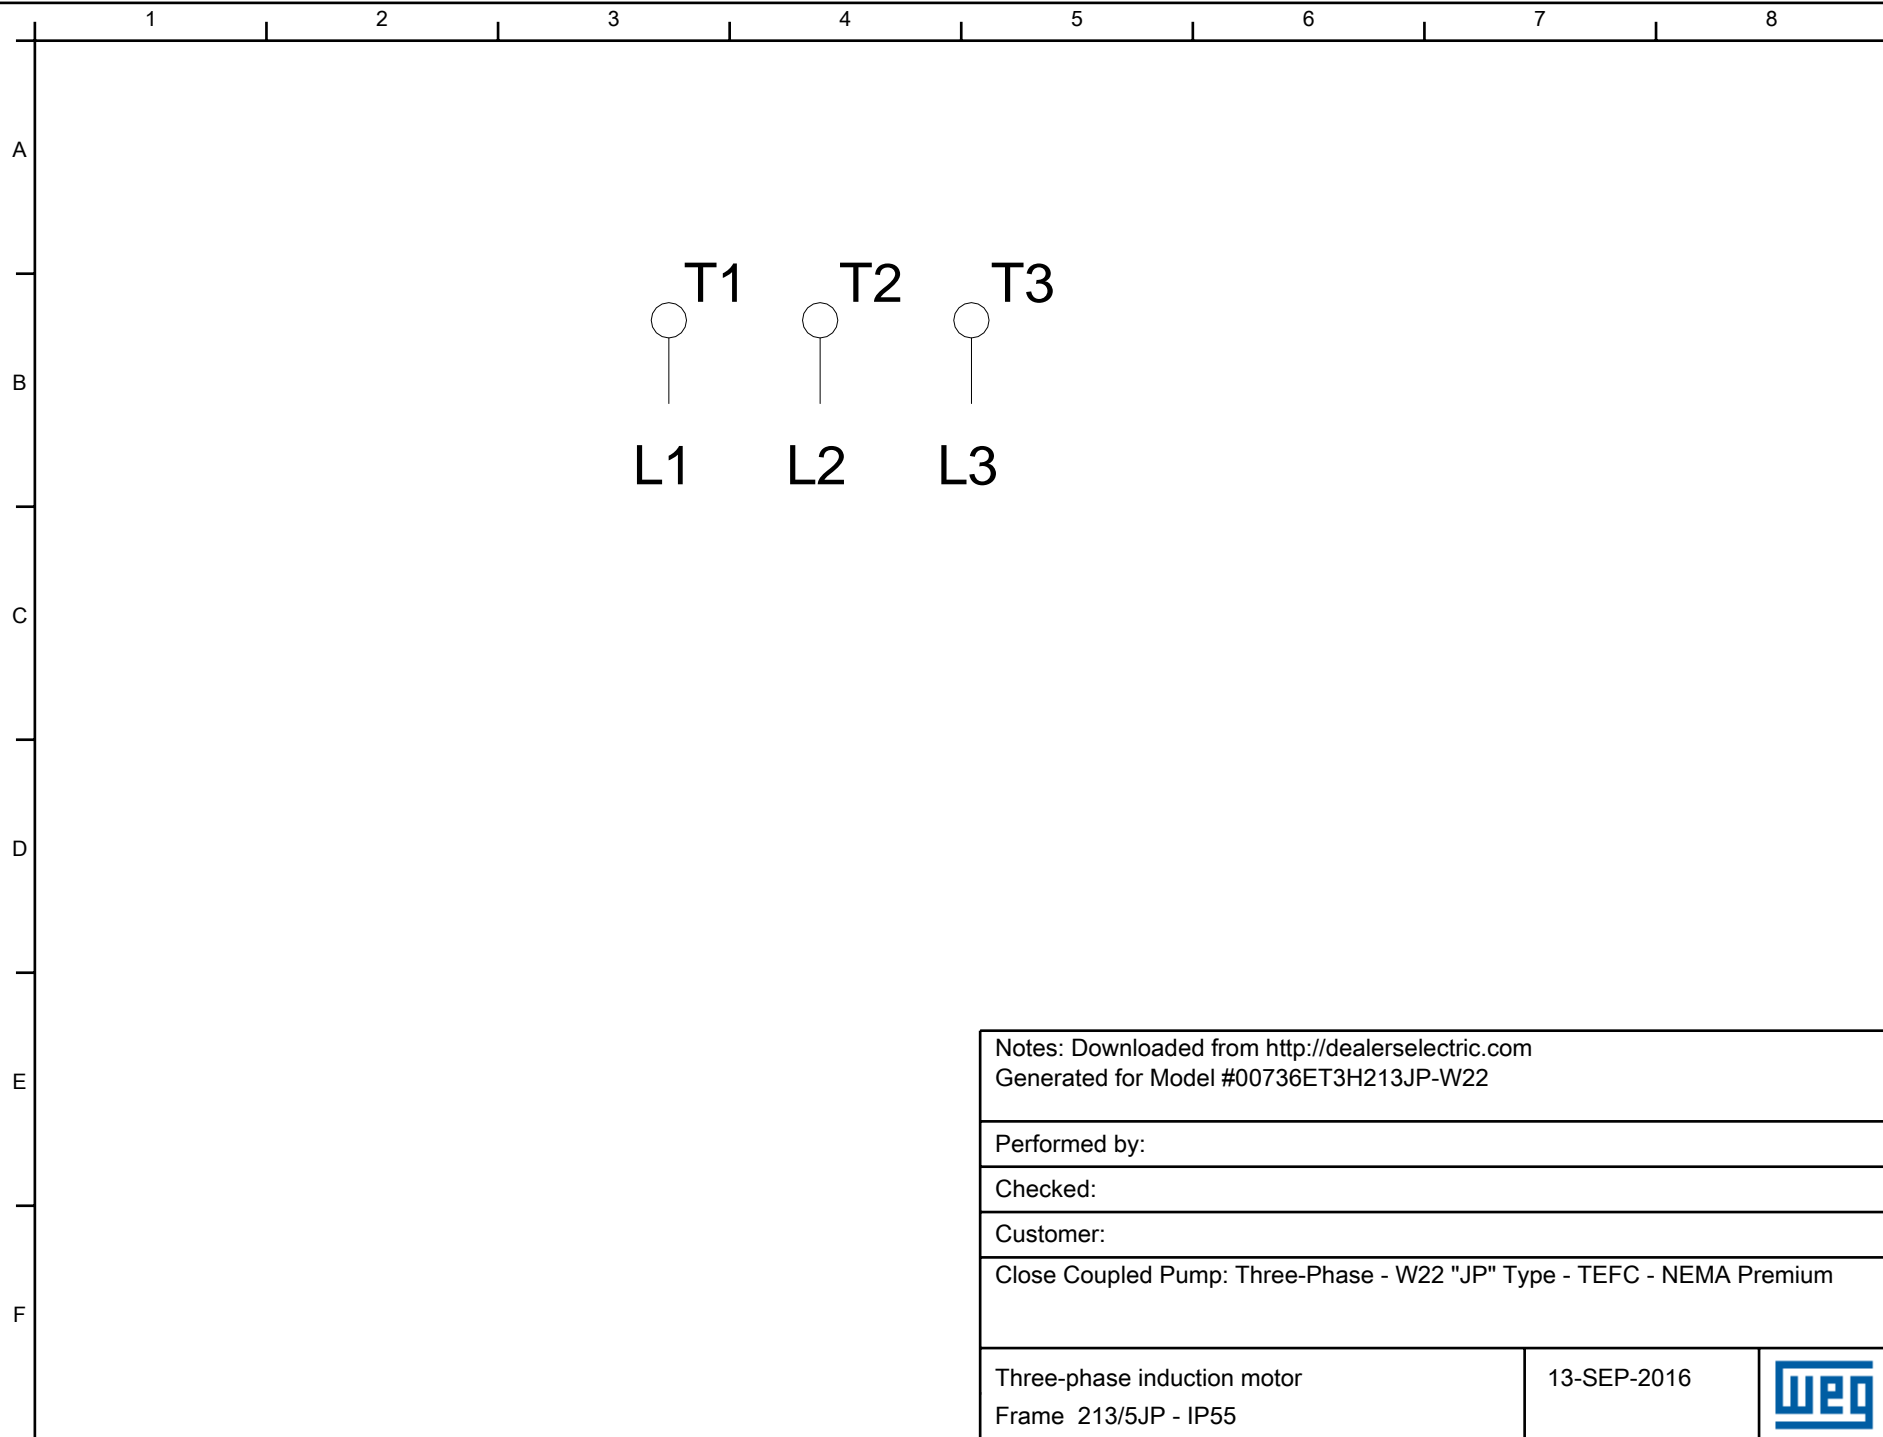 1 2 3 4 5 6 7 8
A
T1 T2 T3
B
L1 L2 L3
C
D
E
Notes: Downloaded from http://dealerselectric.com
Generated for Model #00736ET3H213JP-W22
Performed by:
Checked:
Customer:
Close Coupled Pump: Three-Phase - W22 "JP" Type - TEFC - NEMA Premium
F
Three-phase induction motor
Frame 213/5JP - IP55
13-SEP-2016
weg